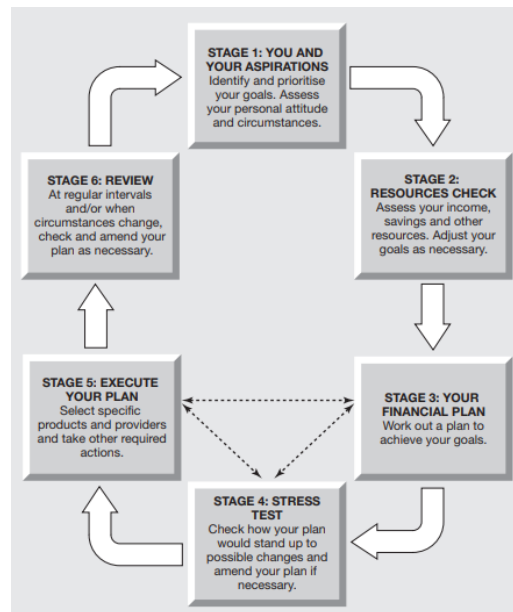 STAGE 1: YOU AND
YOUR ASPIRATIONS
Identify and prioritise
your goals. Assess
your personal attitude
and circumstances.
STAGE 2:
RESOURCES CHECK
Assess your income,
savings and other
resources. Adjust your
goals as necessary.
STAGE 3: YOUR
FINANCIAL PLAN
Work out a plan to
achieve your goals.
STAGE 4: STRESS
TEST
Check how your plan
would stand up to
possible changes and
amend your plan if
necessary.
STAGE 5: EXECUTE
YOUR PLAN
Select specific
products and providers
and take other required
actions.
STAGE 6: REVIEW
At regular intervals
and/or when
circumstances change,
check and amend your
plan as necessary.